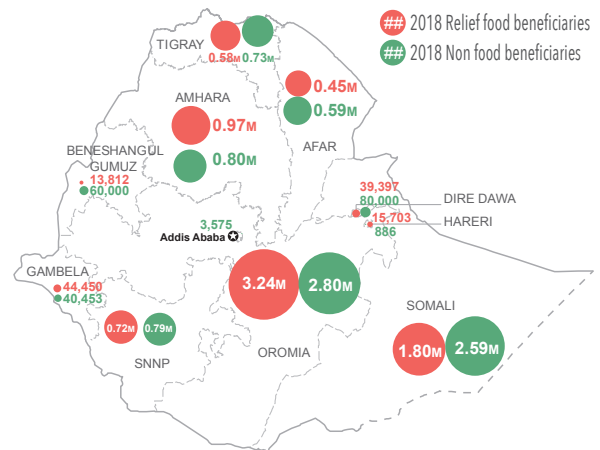 ## 2018 Relief food beneficiaries
## 2018 Non food beneficiaries
TIGRAY
0.58M 0.73M
0.45M
0.59M
AFAR
AMHARA
0.97M
0.80M
BENESHANGUL
GUMUZ
13,812
60,000
39,397
80,000
DIRE DAWA
15,703
HARERI
886
3,575
Addis Ababa
GAMBELA
44,450
40,453
3.24M
2.80M
OROMIA
0.72M
0.79M
SNNP
SOMALI
1.80M
2.59M